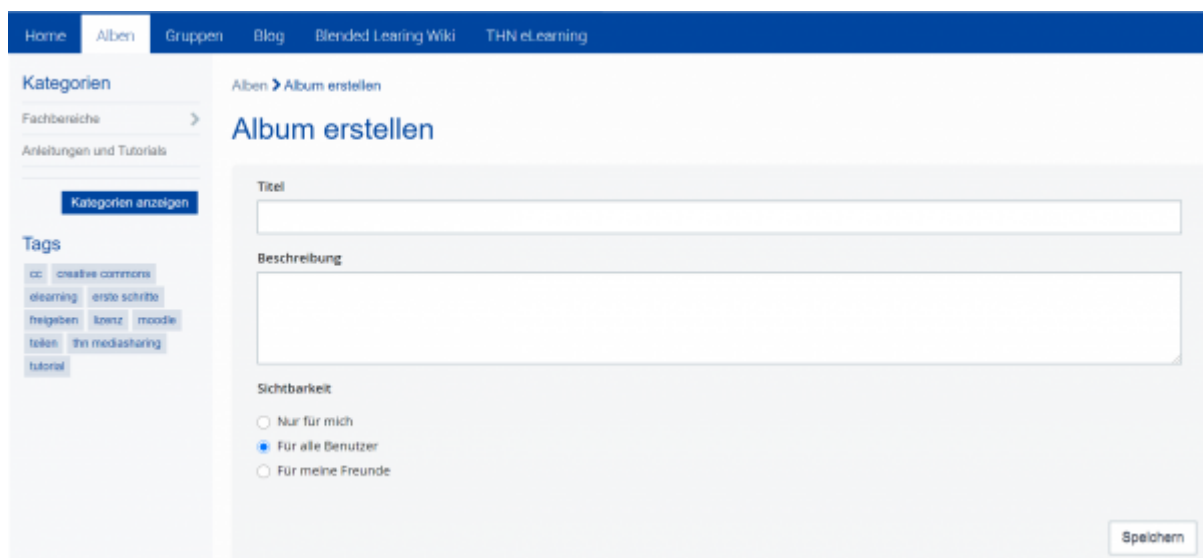 Home Alben Gruppen Blog Blended Learing Wiki THN eLearning
Kategorien
Fachbereiche
Anleitungen und Tutorials
Kategorien anzeigen
Tags
cc creative commons
elearning erste schritte
freigeben lizenz moodle
teilen thn mediasharing
tutorial
Alben > Album erstellen
Album erstellen
Titel
Beschreibung
Sichtbarkeit
Nur für mich
Für alle Benutzer
Für meine Freunde
Speichern